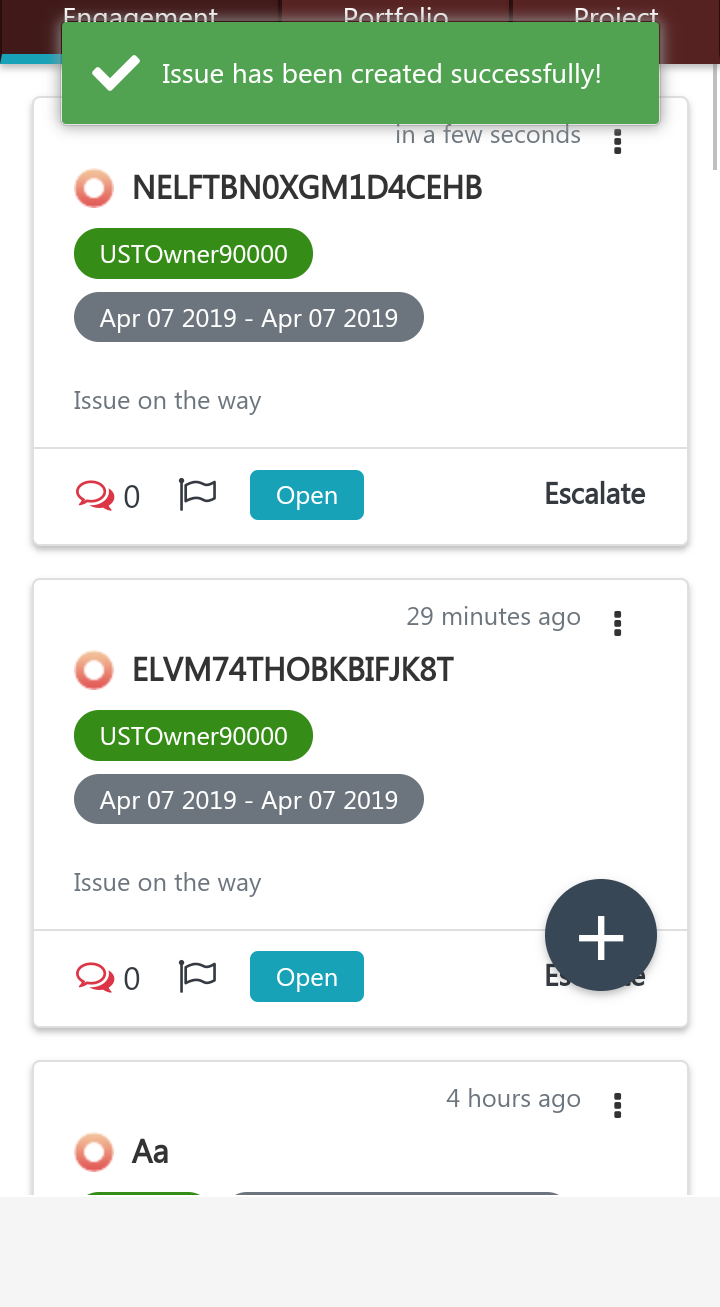 Engagement Portfolio Project
Issue has been created successfully!
in a few seconds
NELFTBN0XGM1D4CEHB
USTOwner90000
Apr 07 2019 - Apr 07 2019
Issue on the way
0 Open Escalate
29 minutes ago
ELVM74THOBKBIFJK8T
USTOwner90000
Apr 07 2019 - Apr 07 2019
Issue on the way
0 Open
4 hours ago
Aa